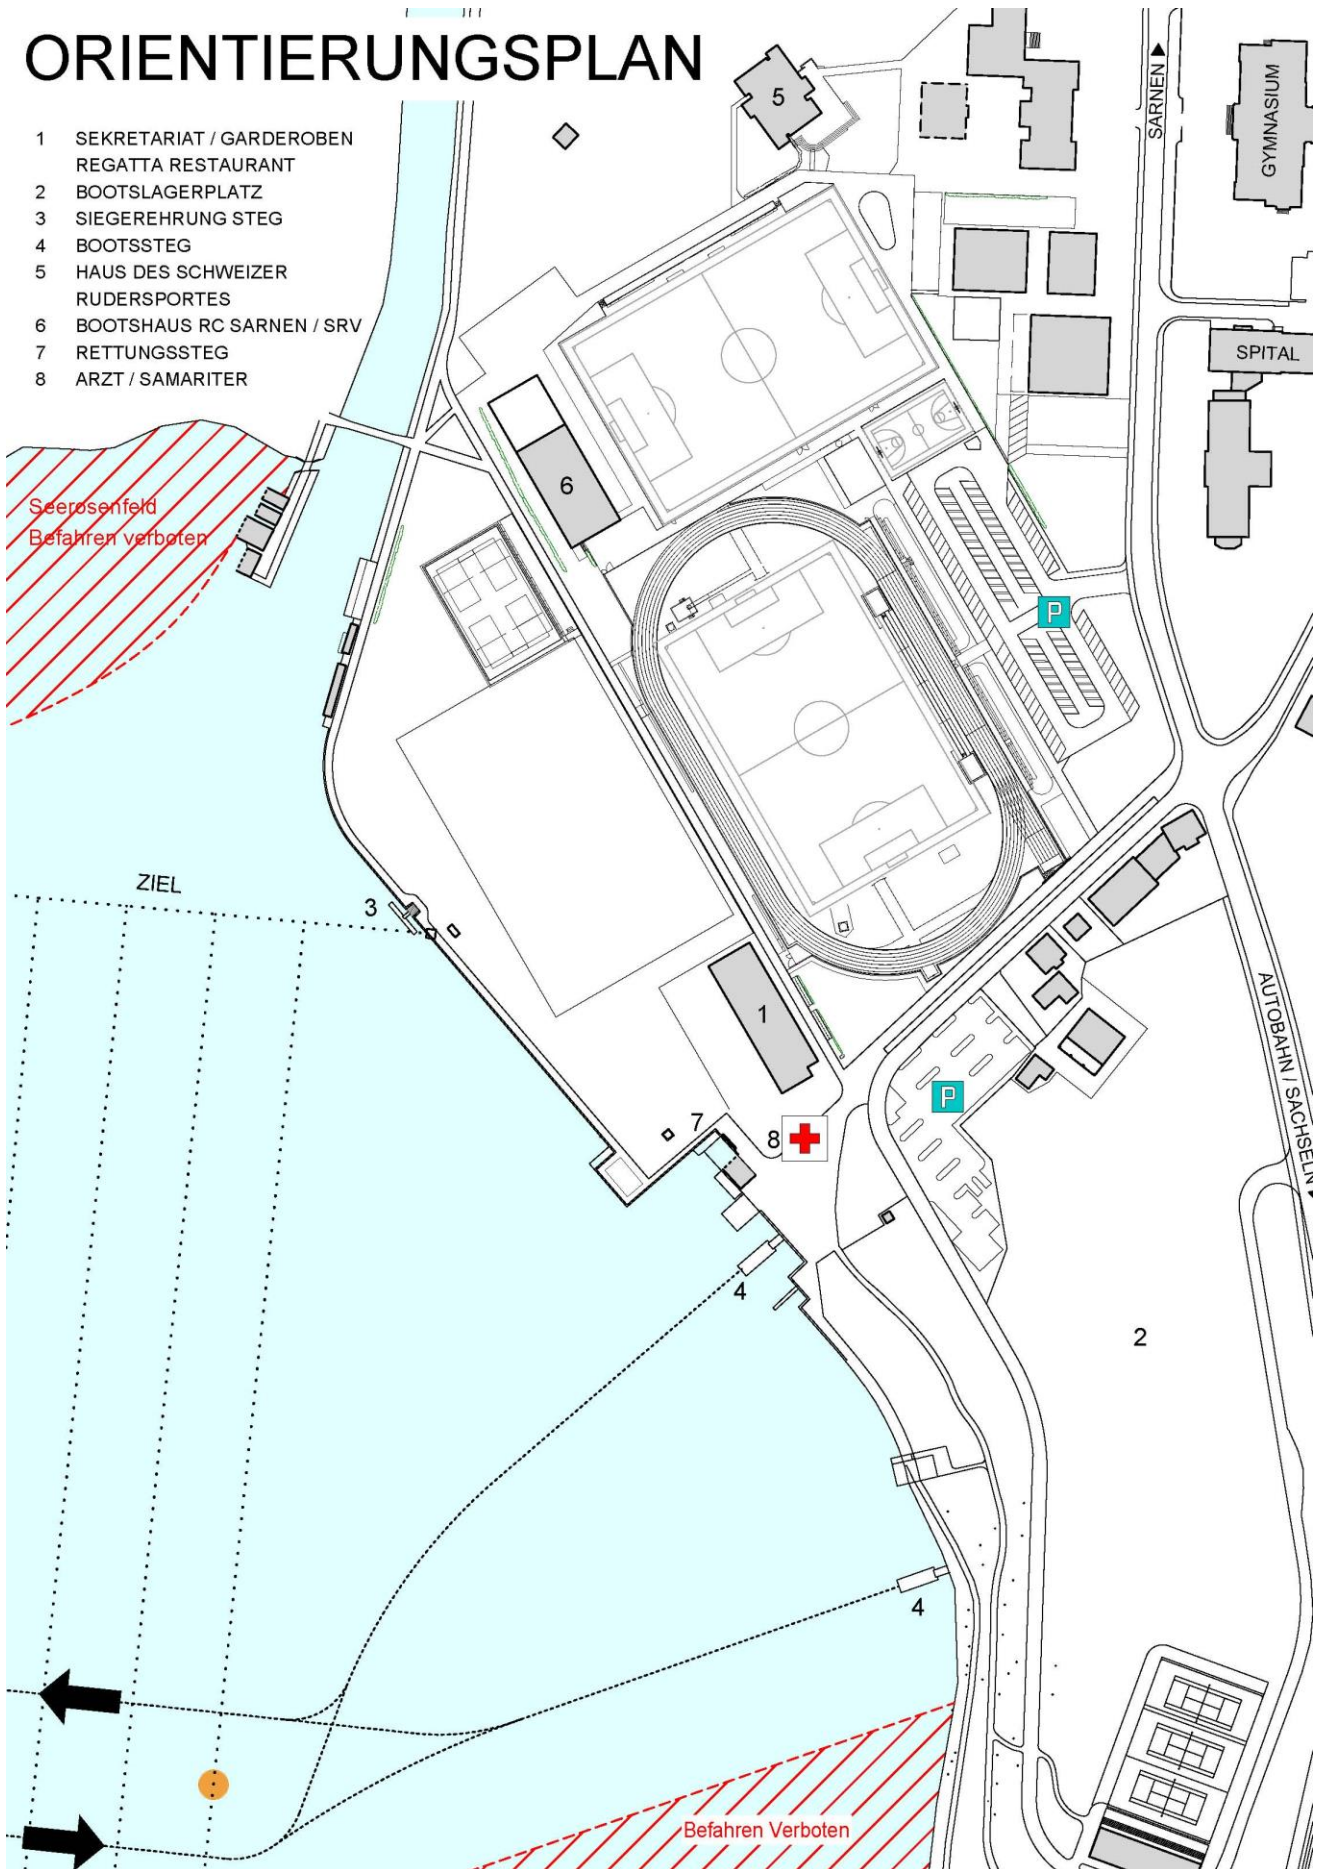 ORIENTIERUNGSPLAN
1 SEKRETARIAT / GARDEROBEN
REGATTA RESTAURANT
2 BOOTSLAGERPLATZ
3 SIEGEREHRUNG STEG
4 BOOTSSTEG
5 HAUS DES SCHWEIZER
RUDERSPORTES
6 BOOTSHAUS RC SARNEN / SRV
7 RETTUNGSSTEG
8 ARZT / SAMARITER
5
SARNEN
GYMNASIUM
SPITAL
6
Seerosenfeld
Befahren verboten
P
ZIEL
3
1
AUTOBAHN / SACHSELN
P
7
8
4
2
4
Befahren Verboten